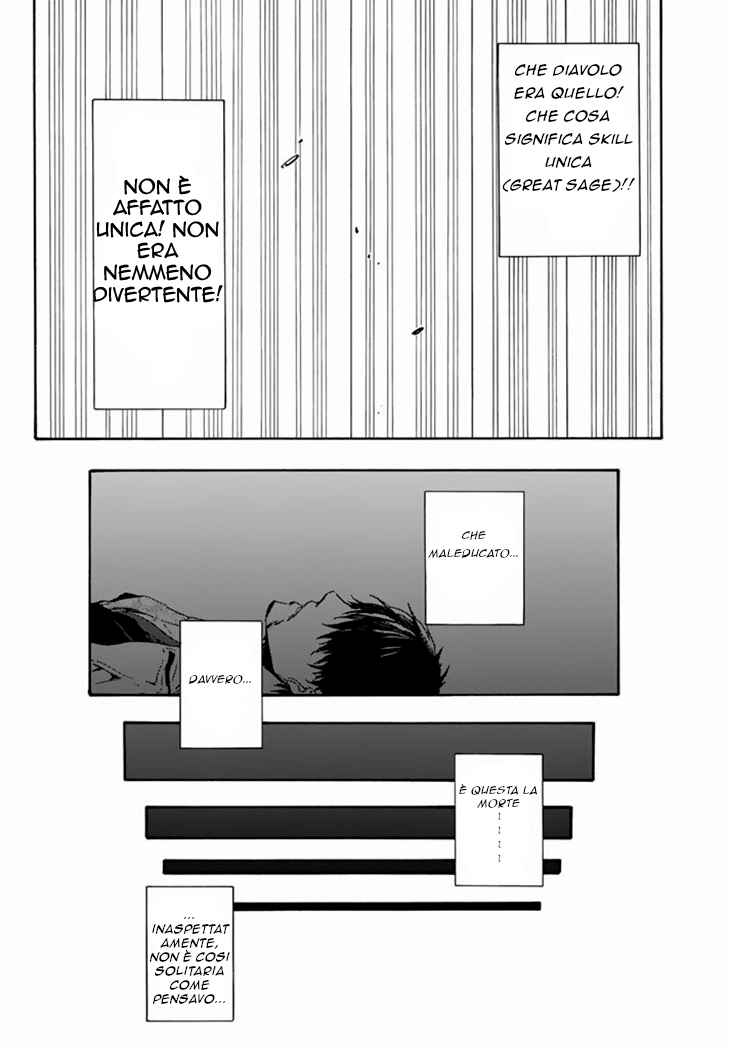 CHE DIAVOLO
ERA QUELLO!
CHE COSA
SIGNIFICA SKILL
UNICA
(GREAT SAGE)!!
NON È
AFFATTO
UNICA! NON
ERA
NEMMENO
DIVERTENTE!
CHE
MALEDUCATO...
DAVVERO...
È QUESTA LA
MORTE
~
~
~
~
...
INASPETTAT
AMENTE,
NON È COSI
SOLITARIA
COME
PENSAVO...